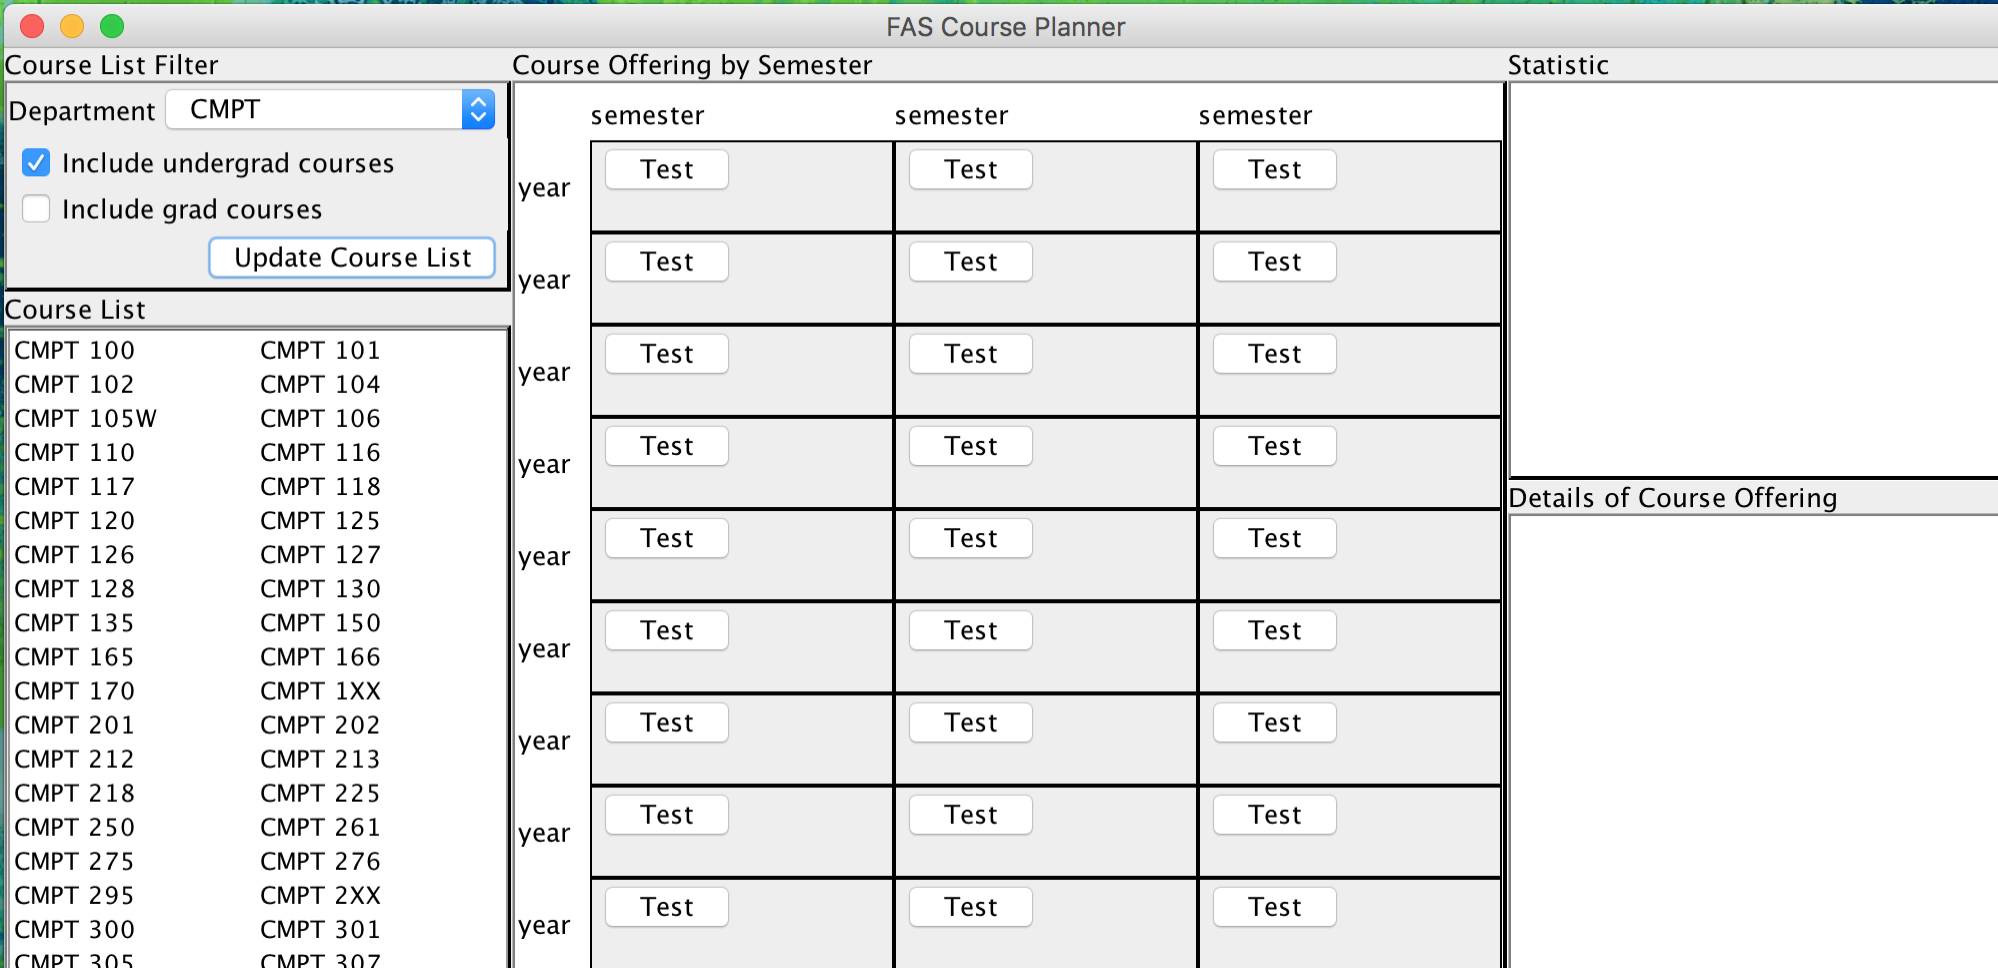 FAS Course Planner
Course List Filter
Department CMPT
Include undergrad courses
Include grad courses
Update Course List
Course List
CMPT 100 CMPT 101
CMPT 102 CMPT 104
CMPT 105W CMPT 106
CMPT 110 CMPT 116
CMPT 117 CMPT 118
CMPT 120 CMPT 125
CMPT 126 CMPT 127
CMPT 128 CMPT 130
CMPT 135 CMPT 150
CMPT 165 CMPT 166
CMPT 170 CMPT 1XX
CMPT 201 CMPT 202
CMPT 212 CMPT 213
CMPT 218 CMPT 225
CMPT 250 CMPT 261
CMPT 275 CMPT 276
CMPT 295 CMPT 2XX
CMPT 300 CMPT 301
CMPT 305 CMPT 307
Course Offering by Semester
semester semester semester
year Test Test Test
year Test Test Test
year Test Test Test
year Test Test Test
year Test Test Test
year Test Test Test
year Test Test Test
year Test Test Test
year Test Test Test
Statistic
Details of Course Offering